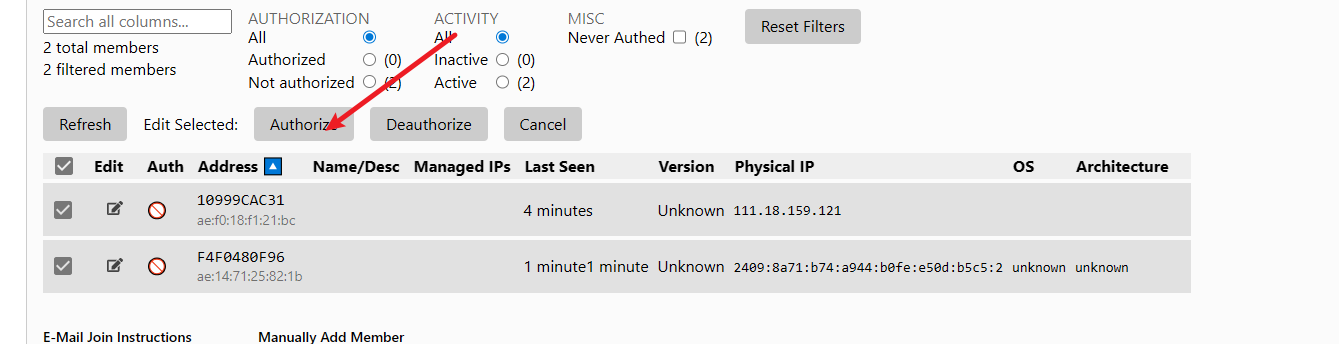 Search all columns...
2 total members
2 filtered members
AUTHORIZATION
All
Authorized (0)
Not authorized (2)
ACTIVITY
All
Inactive (0)
Active (2)
MISC
Never Authed (2)
Reset Filters
Refresh Edit Selected: Authorize Deauthorize Cancel
Edit Auth Address Name/Desc Managed IPs Last Seen Version Physical IP OS Architecture
10999CAC31 4 minutes Unknown 111.18.159.121
ae:f0:18:f1:21:bc
F4F0480F96 1 minute1 minute Unknown 2409:8a71:b74:a944:b0fe:e50d:b5c5:2 unknown unknown
ae:14:71:25:82:1b
E-Mail Join Instructions Manually Add Member